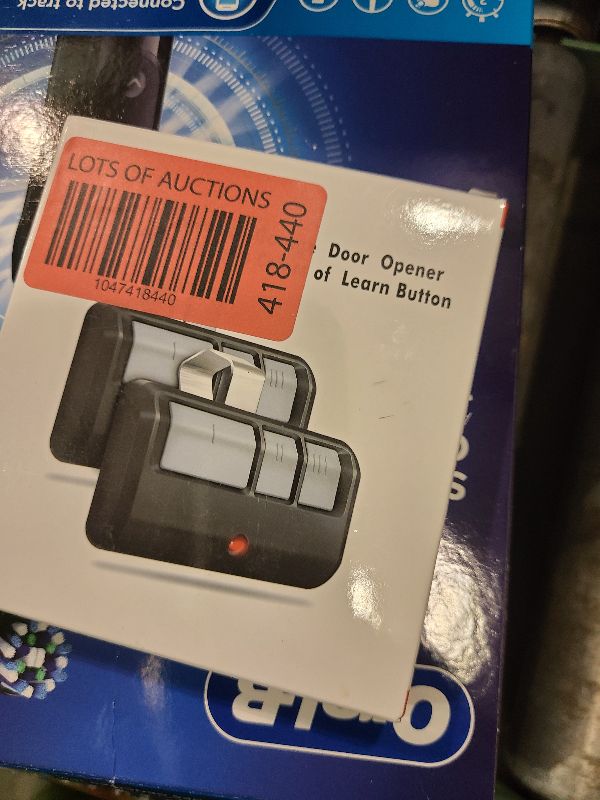 Connected to track
LOTS OF AUCTIONS
1047418440
418-440
Door Opener
of Learn Button
Oral-B